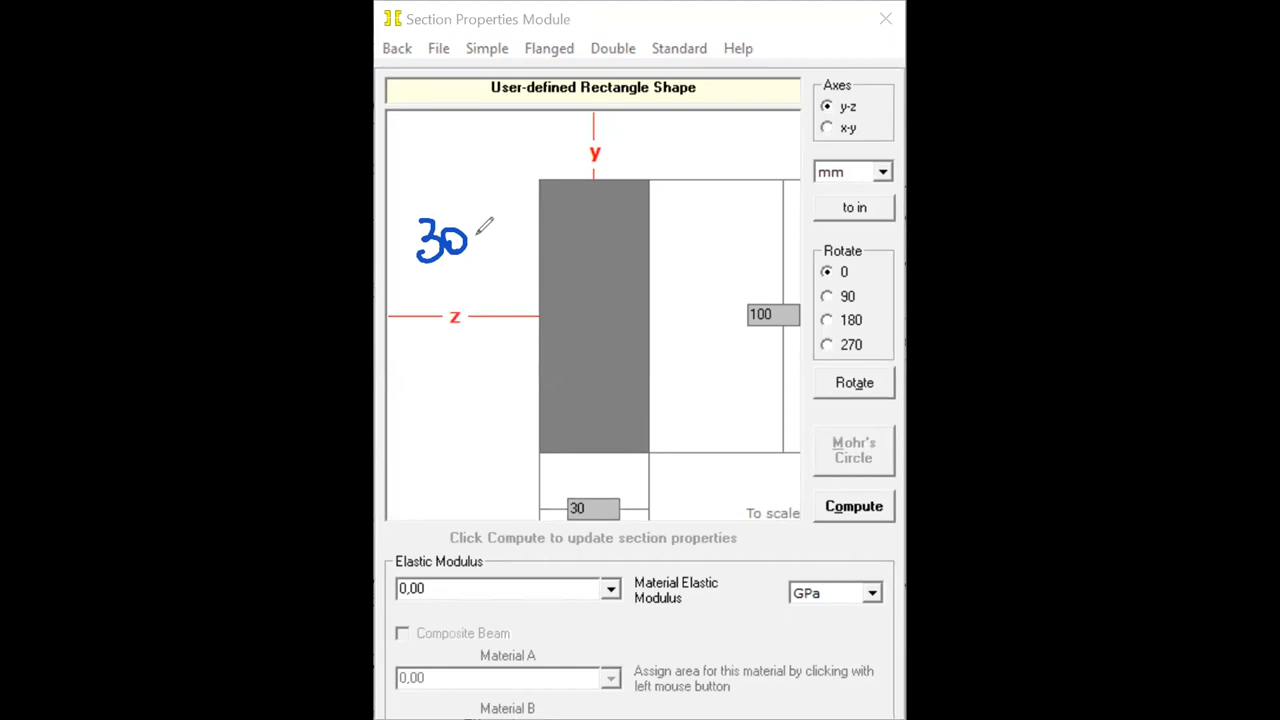 Section Properties Module
Back File Simple Flanged Double Standard Help
User-defined Rectangle Shape
Axes
y-z
x-y
y
mm
to in
30
Rotate
0
90
180
270
z
100
Rotate
Mohr's
Circle
30
To scale
Compute
Click Compute to update section properties
Elastic Modulus
0,00
Material Elastic
Modulus
GPa
Composite Beam
Material A
0,00
Assign area for this material by clicking with
left mouse button
Material B